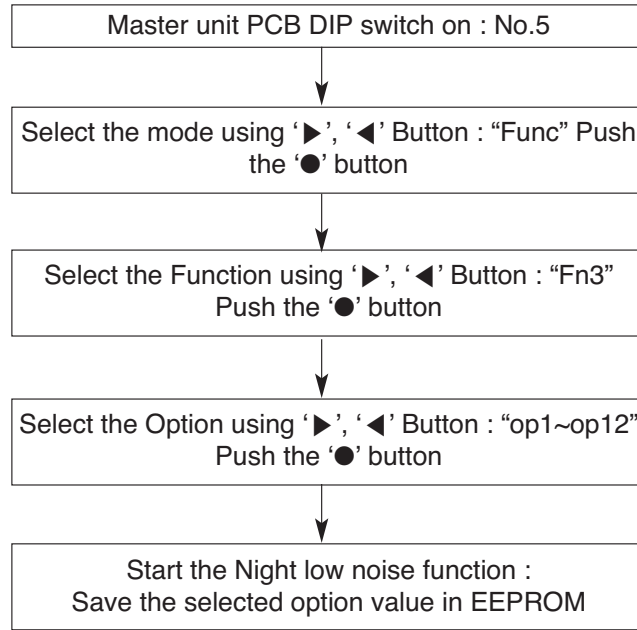 Master unit PCB DIP switch on : No.5
Select the mode using ‘▶’, ‘◀’ Button : “Func” Push
the ‘●’ button
Select the Function using ‘▶’, ‘◀’ Button : “Fn3”
Push the ‘●’ button
Select the Option using ‘▶’, ‘◀’ Button : “op1~op12”
Push the ‘●’ button
Start the Night low noise function :
Save the selected option value in EEPROM